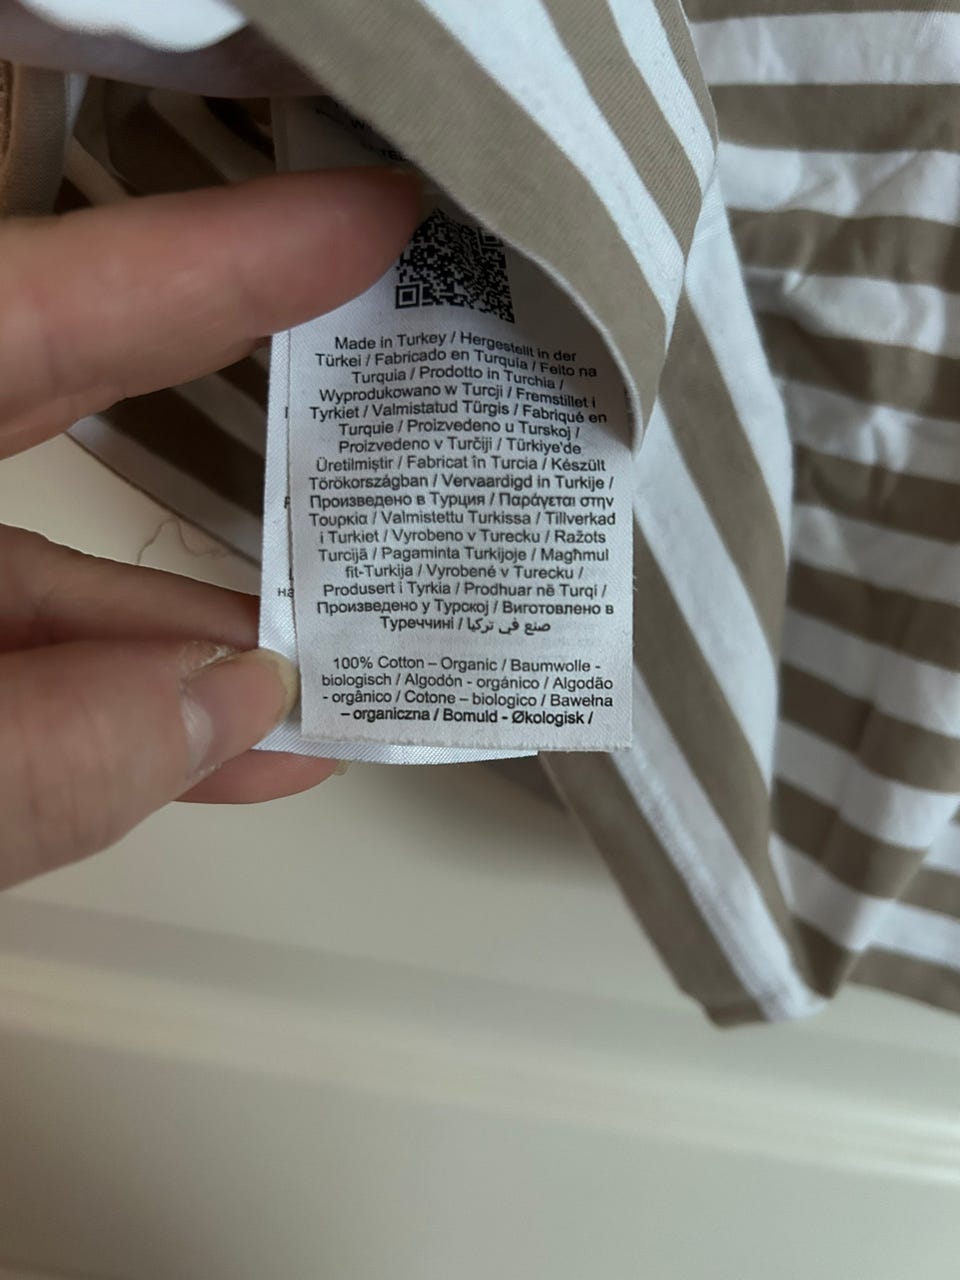 Made in Turkey / Hergestellt in der
Türkei / Fabricado en Turquía / Feito na
Turquia / Prodotto in Turchia /
Wyprodukowano w Turcji / Fremstillet i
Tyrkiet / Valmistatud Türgis / Fabriqué en
Turquie / Proizvedeno u Turskoj /
Proizvedeno v Turčiji / Türkiye'de
Üretilmiştir / Fabricat în Turcia / Készült
Törökországban / Vervaardigd in Turkije /
Произведено в Турция / Παράγεται στην
Τουρκία / Valmistettu Turkissa / Tillverkad
i Turkiet / Vyrobeno v Turecku / Ražots
Turcijā / Pagaminta Turkijoje / Magħmul
fit-Turkija / Vyrobené v Turecku /
Produsert i Tyrkia / Prodhuar në Turqi /
Произведено у Турској / Виготовлено в
Туреччині / صنع في تركيا
100% Cotton – Organic / Baumwolle -
biologisch / Algodón - orgánico / Algodão
- orgânico / Cotone – biologico / Bawełna
– organiczna / Bomuld - Økologisk /